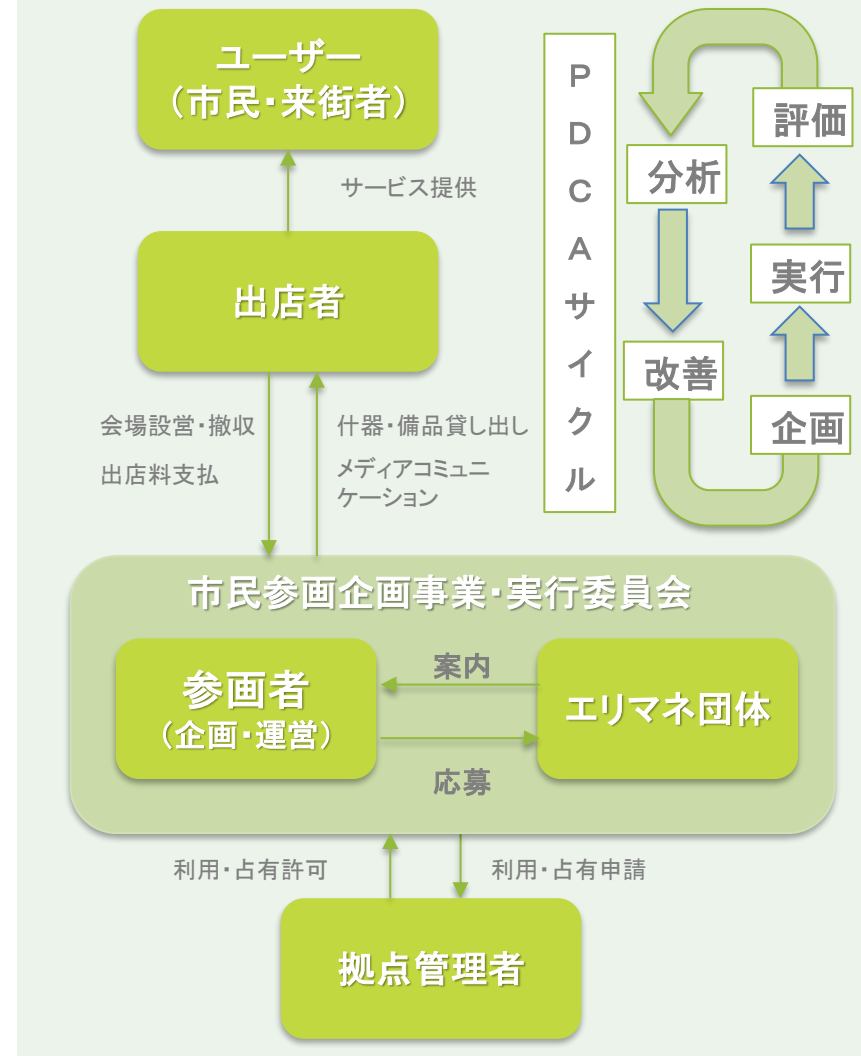 ユーザー
（市民・来街者）
サービス提供
出店者
会場設営・撤収
出店料支払
什器・備品貸し出し
メディアコミュニ
ケーション
市民参画企画事業・実行委員会
参画者
（企画・運営）
案内
応募
エリマネ団体
利用・占有許可
利用・占有申請
拠点管理者
PDCAサイクル
評価
分析
実行
改善
企画